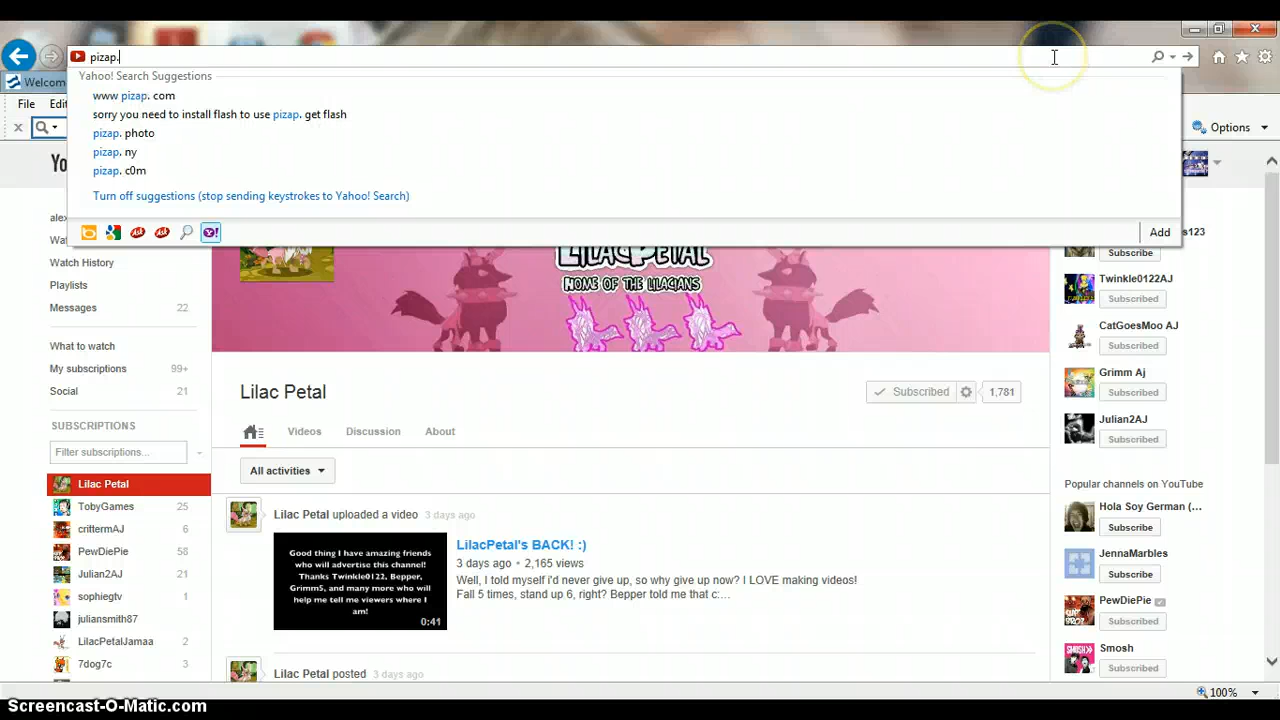 pizap.
Yahoo! Search Suggestions
www pizap. com
sorry you need to install flash to use pizap. get flash
pizap. photo
pizap. ny
pizap. c0m
Turn off suggestions (stop sending keystrokes to Yahoo! Search)
Add
Welcom
File
Options
Yo
Watch History
Playlists
Messages 22
What to watch
My subscriptions 99+
Social 21
SUBSCRIPTIONS
Filter subscriptions...
Lilac Petal
TobyGames 25
crittermAJ 6
PewDiePie 58
Julian2AJ 21
sophiegtv 1
juliansmith87
LilacPetalJamaa 2
7dog7c 3
LILACPETAL
HOME OF THE LILACIANS
Lilac Petal
Subscribed 1,781
Videos Discussion About
All activities
Lilac Petal uploaded a video 3 days ago
Good thing I have amazing friends
who will advertise this channel!
Thanks Twinkle0122, Bepper,
Grimm5, and many more who will
help me tell me viewers where I
am!
0:41
LilacPetal's BACK! :)
3 days ago • 2,165 views
Well, I told myself i'd never give up, so why give up now? I LOVE making videos!
Fall 5 times, stand up 6, right? Bepper told me that c...
Lilac Petal posted 3 days ago
s123
Subscribe
Twinkle0122AJ
Subscribed
CatGoesMoo AJ
Subscribed
Grimm Aj
Subscribed
Julian2AJ
Subscribed
Popular channels on YouTube
Hola Soy German (...
Subscribe
JennaMarbles
Subscribe
PewDiePie
Subscribed
Smosh
Subscribed
100%
Screencast-O-Matic.com